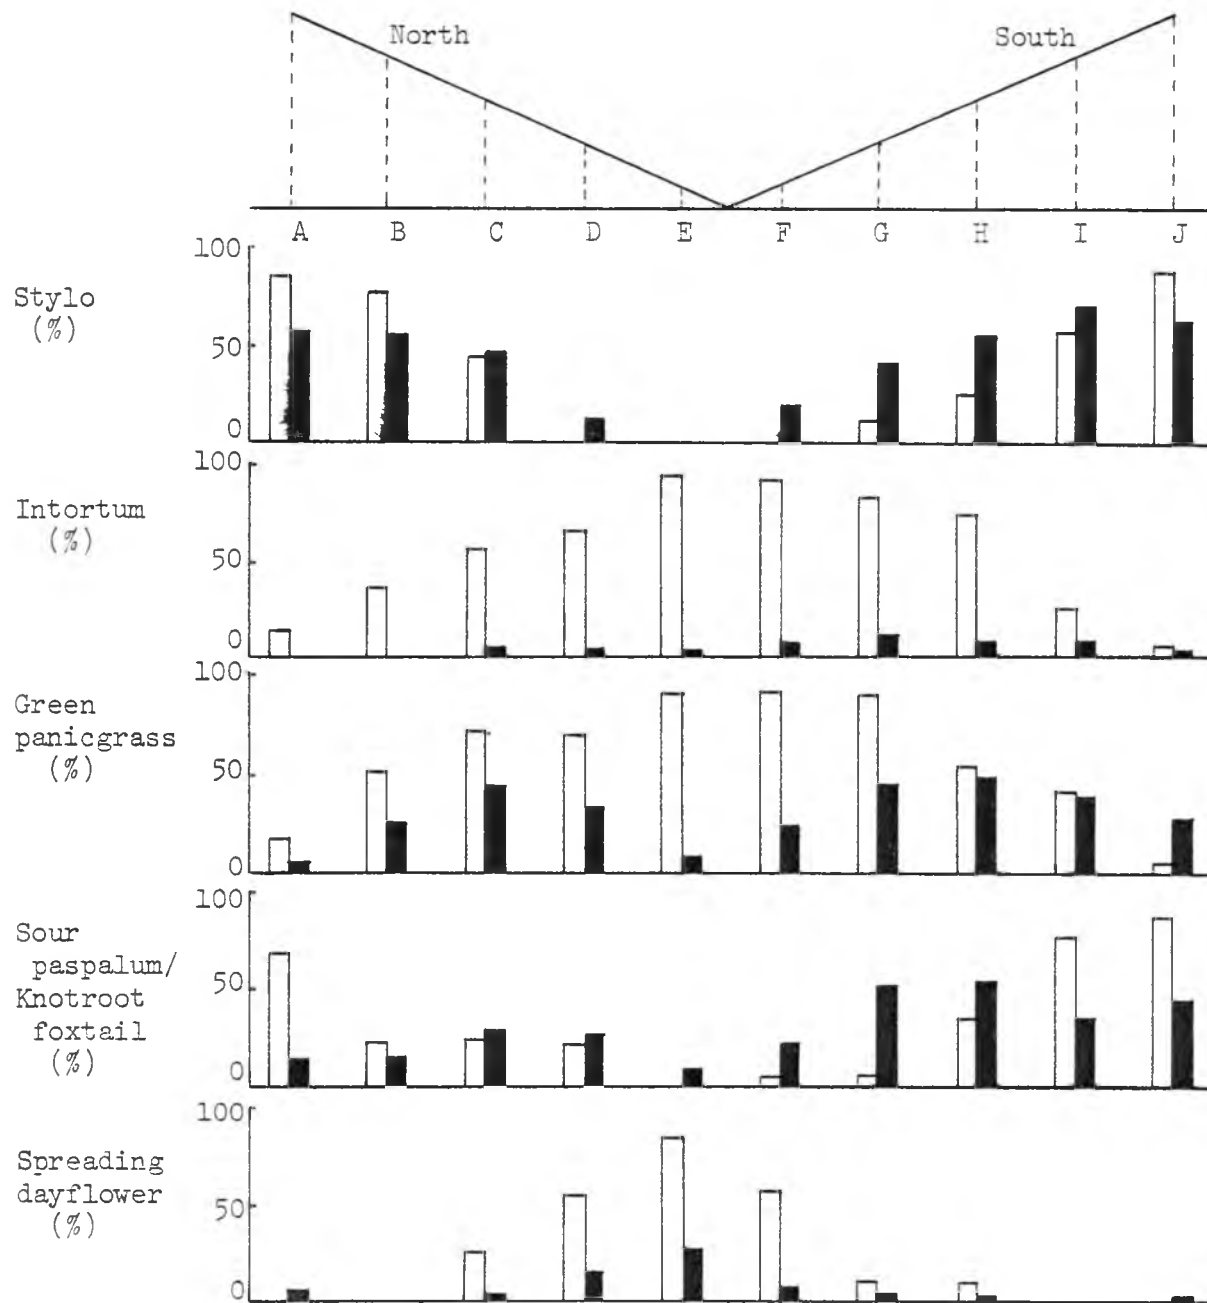 North South
A B C D E F G H I J
Stylo
(%)
100
50
0
Intortum
(%)
100
50
0
Green
panicgrass
(%)
100
50
0
Sour
paspalum/
Knotroot
foxtail
(%)
100
50
0
Spreading
dayflower
(%)
100
50
0